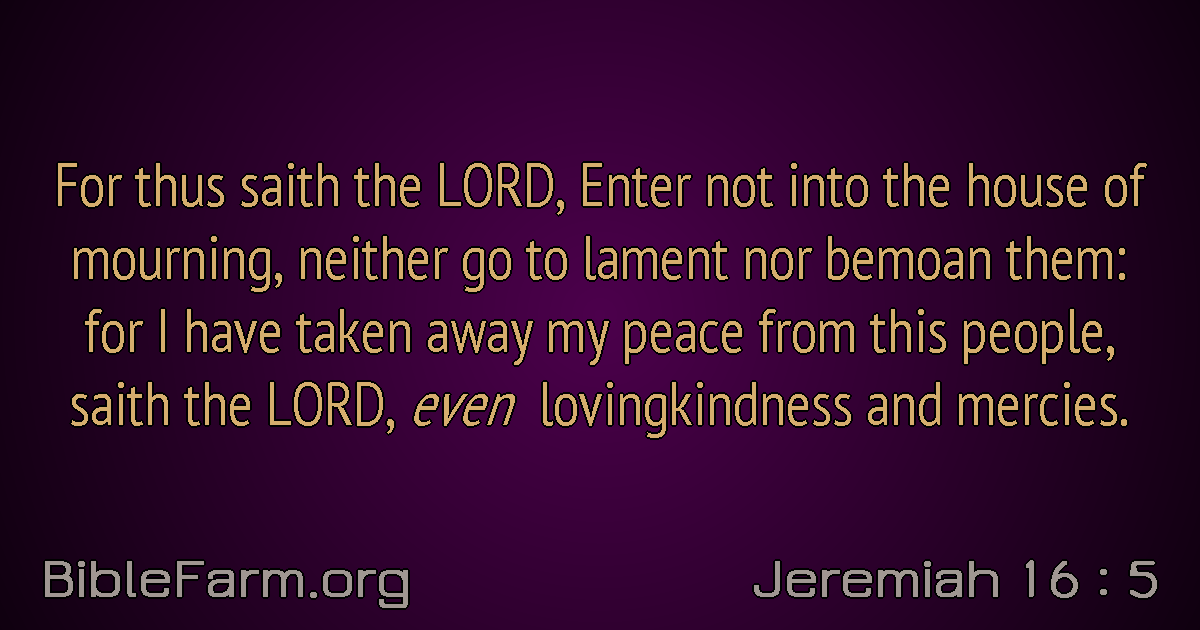 For thus saith the LORD, Enter not into the house of
mourning, neither go to lament nor bemoan them:
for I have taken away my peace from this people,
saith the LORD, even lovingkindness and mercies.
BibleFarm.org
Jeremiah 16 : 5